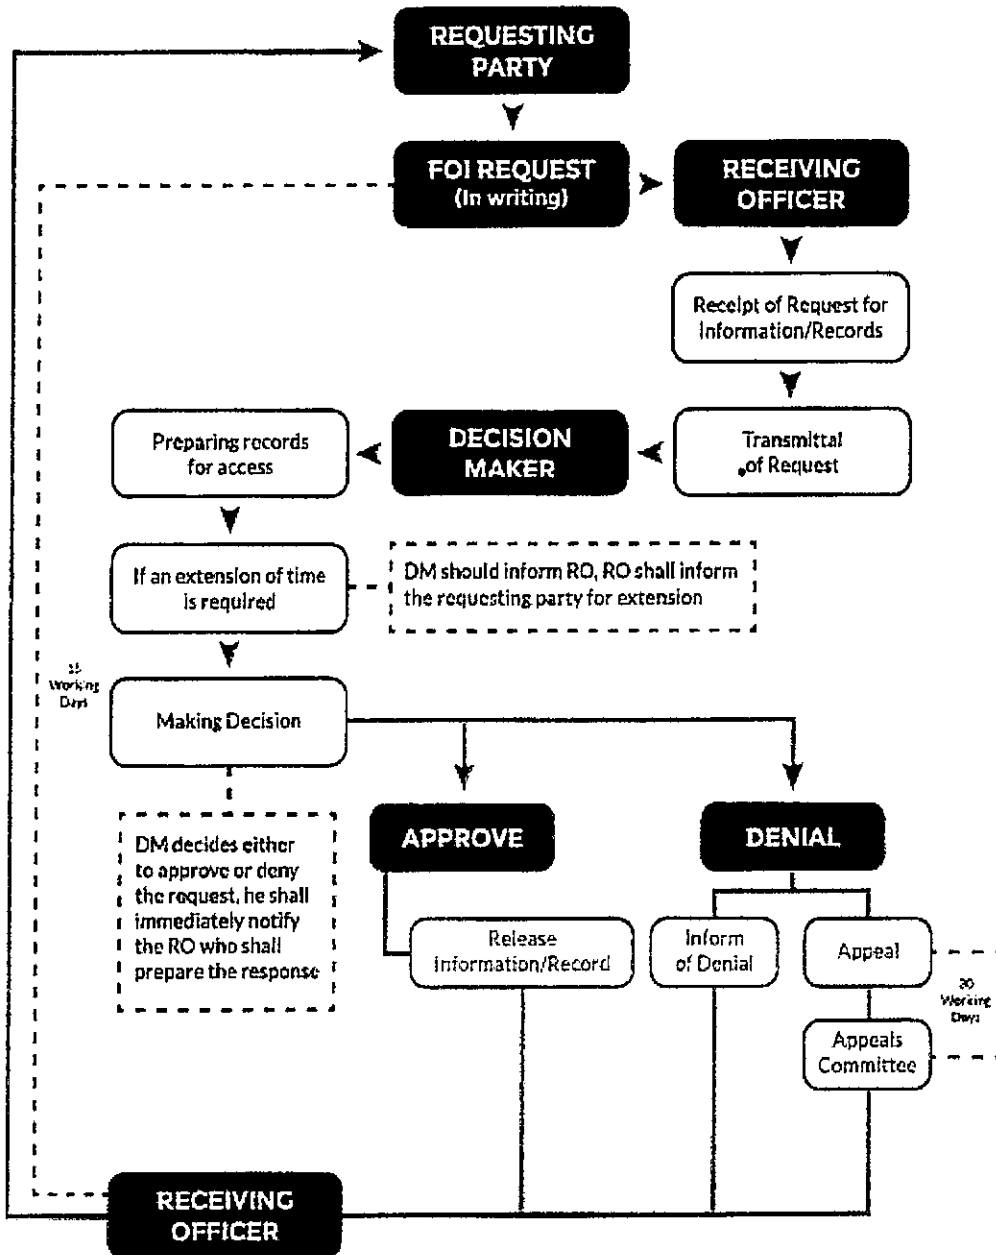 REQUESTING
PARTY
FOI REQUEST
(In writing)
RECEIVING
OFFICER
Receipt of Request for
Information/Records
Transmittal
of Request
DECISION
MAKER
Preparing records
for access
If an extension of time
is required
DM should inform RO, RO shall inform
the requesting party for extension
15
Working
Days
Making Decision
DM decides either
to approve or deny
the request, he shall
immediately notify
the RO who shall
prepare the response
APPROVE
DENIAL
Release
Information/Record
Inform
of Denial
Appeal
Working
Days
Appeals
Committee
RECEIVING
OFFICER